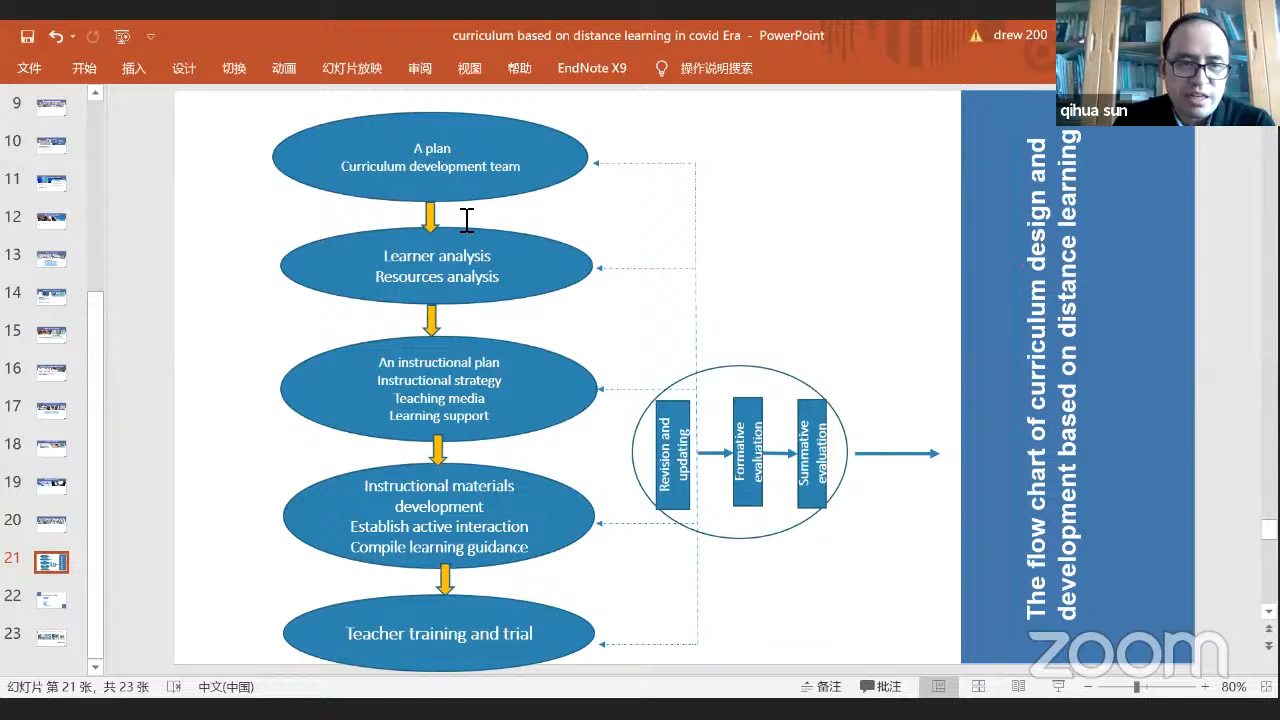 curriculum based on distance learning in covid Era - PowerPoint
drew 200
文件 开始 插入 设计 切换 动画 幻灯片放映 审阅 视图 帮助 EndNote X9 操作说明搜索
qihua sun
9
10
11
12
13
14
15
16
17
18
19
20
21
22
23
A plan
Curriculum development team
Learner analysis
Resources analysis
An instructional plan
Instructional strategy
Teaching media
Learning support
Instructional materials
development
Establish active interaction
Compile learning guidance
Teacher training and trial
Revision and
updating
Formative
evaluation
Summative
evaluation
The flow chart of curriculum design and
development based on distance learning
zoom
幻灯片 第 21 张，共 23 张 中文(中国) 备注 批注 80%